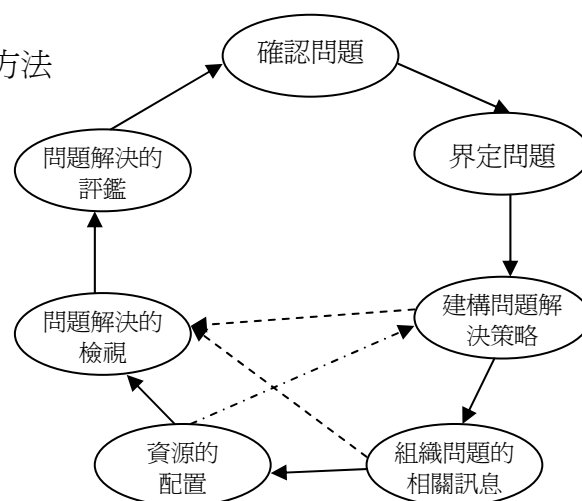 方法
確認問題
界定問題
建構問題解
決策略
組織問題的
相關訊息
資源的
配置
問題解決的
檢視
問題解決的
評鑑